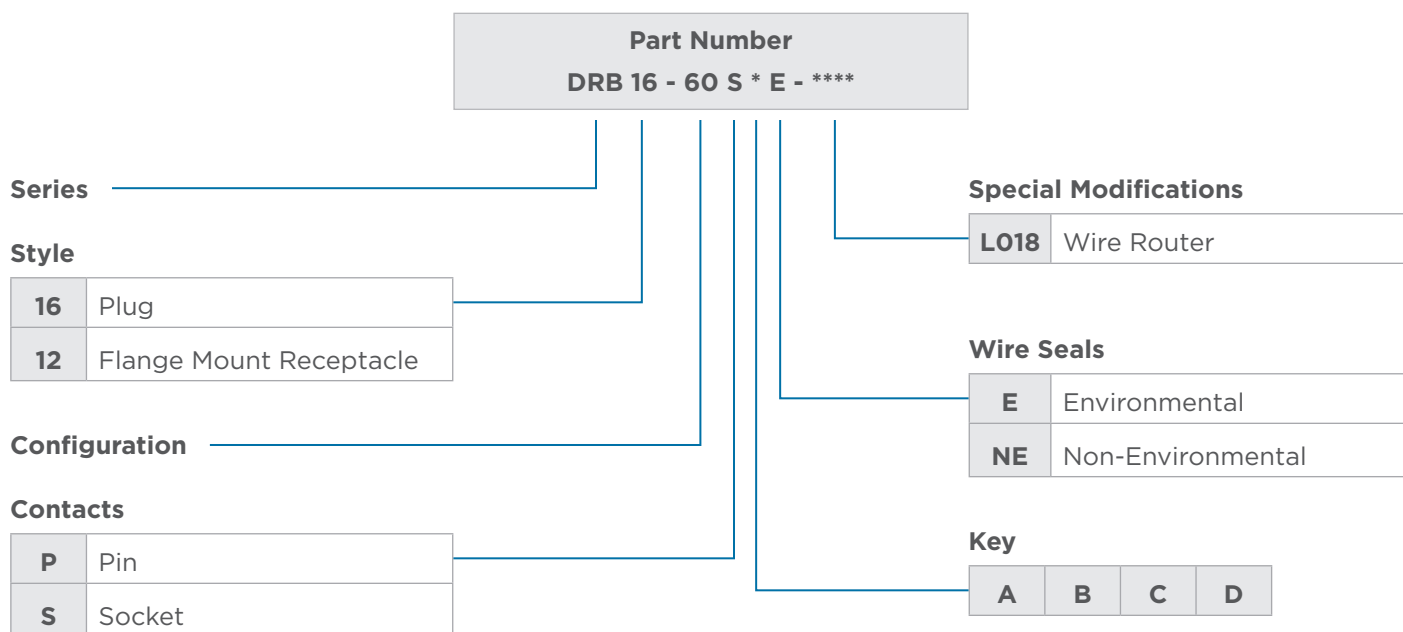 Part Number
DRB 16 - 60 S * E - ****
Series
Style
16 Plug
12 Flange Mount Receptacle
Configuration
Contacts
P Pin
S Socket
Special Modifications
L018 Wire Router
Wire Seals
E Environmental
NE Non-Environmental
Key
A B C D